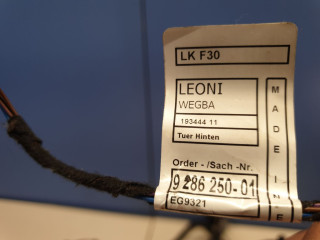 LK F30
LEONI
WEGBA
193444 11
Tuer Hinten
Order - /Sach -Nr.
9 286 250-01
EG9321
MADE IN